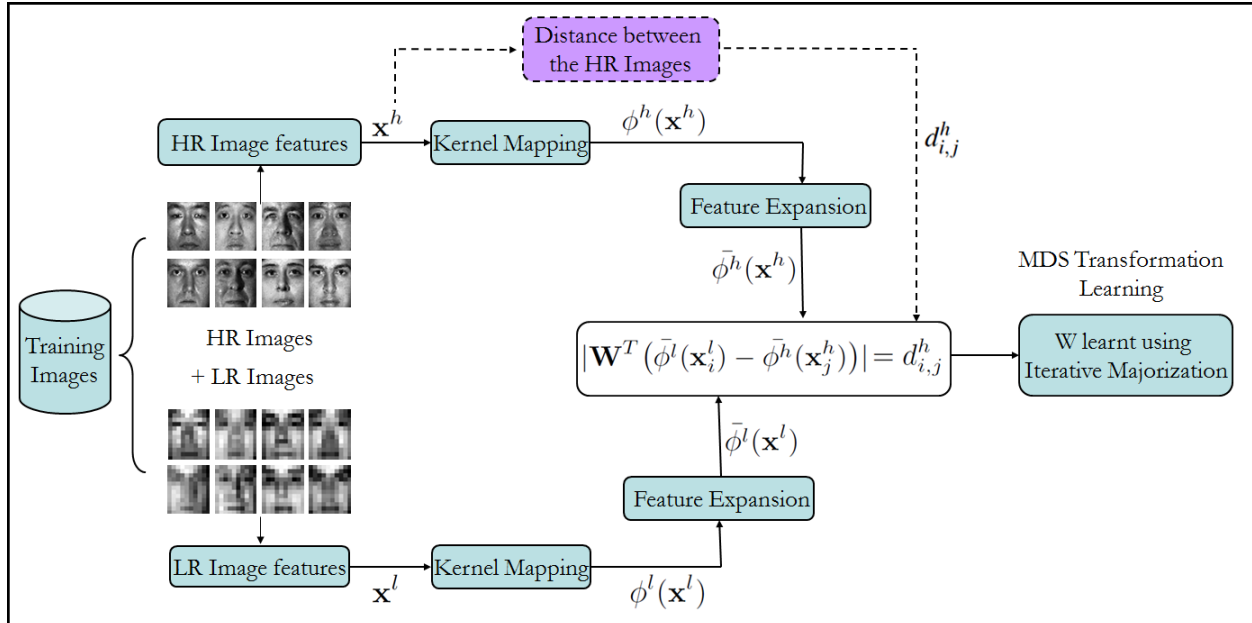 Distance between
the HR Images
HR Image features
𝐱^h
Kernel Mapping
ϕ^h(𝐱^h)
d^h_{i,j}
Feature Expansion
ϕ̄^h(𝐱^h)
MDS Transformation
Learning
Training
Images
HR Images
+ LR Images
|𝐖^T(ϕ̄^l(𝐱^l_i) − ϕ̄^h(𝐱^h_j))| = d^h_{i,j}
W learnt using
Iterative Majorization
ϕ̄^l(𝐱^l)
Feature Expansion
LR Image features
𝐱^l
Kernel Mapping
ϕ^l(𝐱^l)